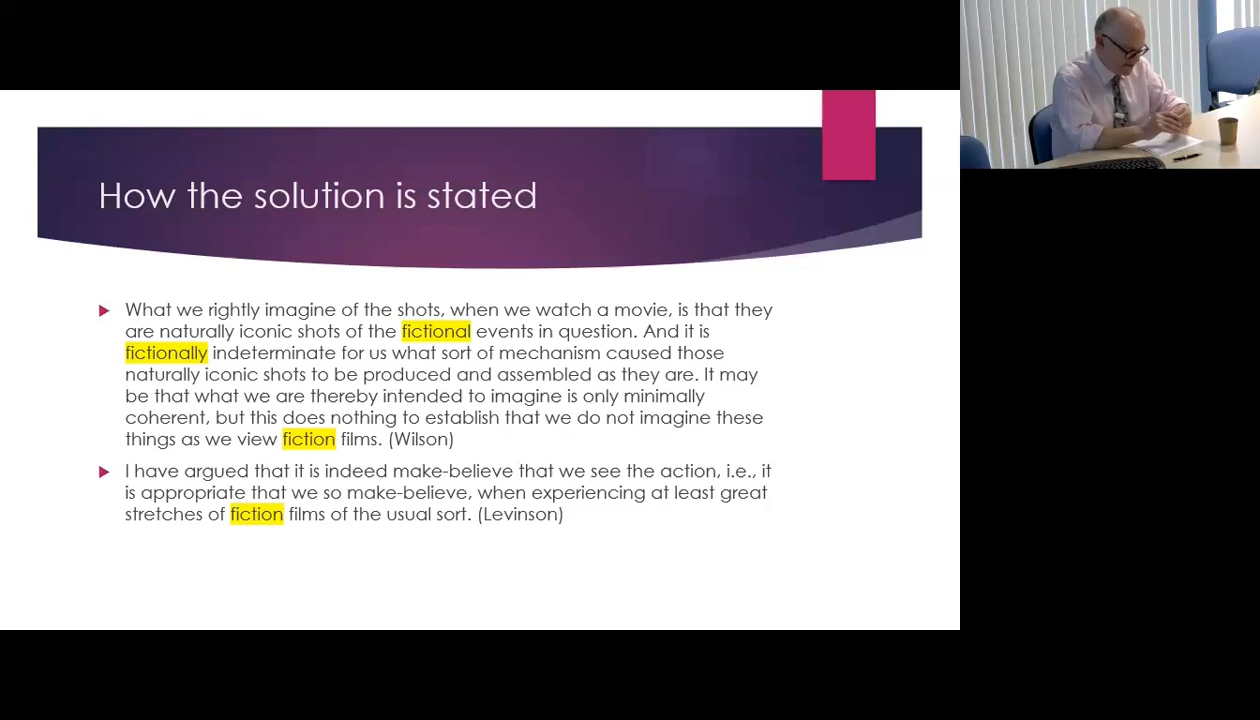 How the solution is stated
What we rightly imagine of the shots, when we watch a movie, is that they
are naturally iconic shots of the fictional events in question. And it is
fictionally indeterminate for us what sort of mechanism caused those
naturally iconic shots to be produced and assembled as they are. It may
be that what we are thereby intended to imagine is only minimally
coherent, but this does nothing to establish that we do not imagine these
things as we view fiction films. (Wilson)
I have argued that it is indeed make-believe that we see the action, i.e., it
is appropriate that we so make-believe, when experiencing at least great
stretches of fiction films of the usual sort. (Levinson)